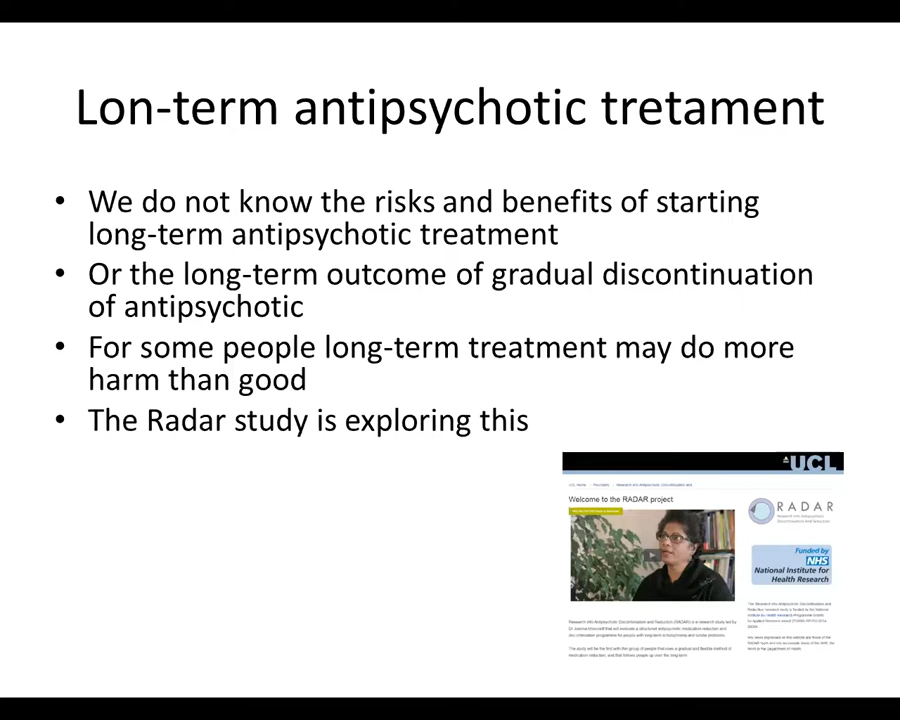 Lon-term antipsychotic tretament
• We do not know the risks and benefits of starting
long-term antipsychotic treatment
• Or the long-term outcome of gradual discontinuation
of antipsychotic
• For some people long-term treatment may do more
harm than good
• The Radar study is exploring this
UCL
Welcome to the RADAR project
RADAR
Funded by
NHS
National Institute for
Health Research